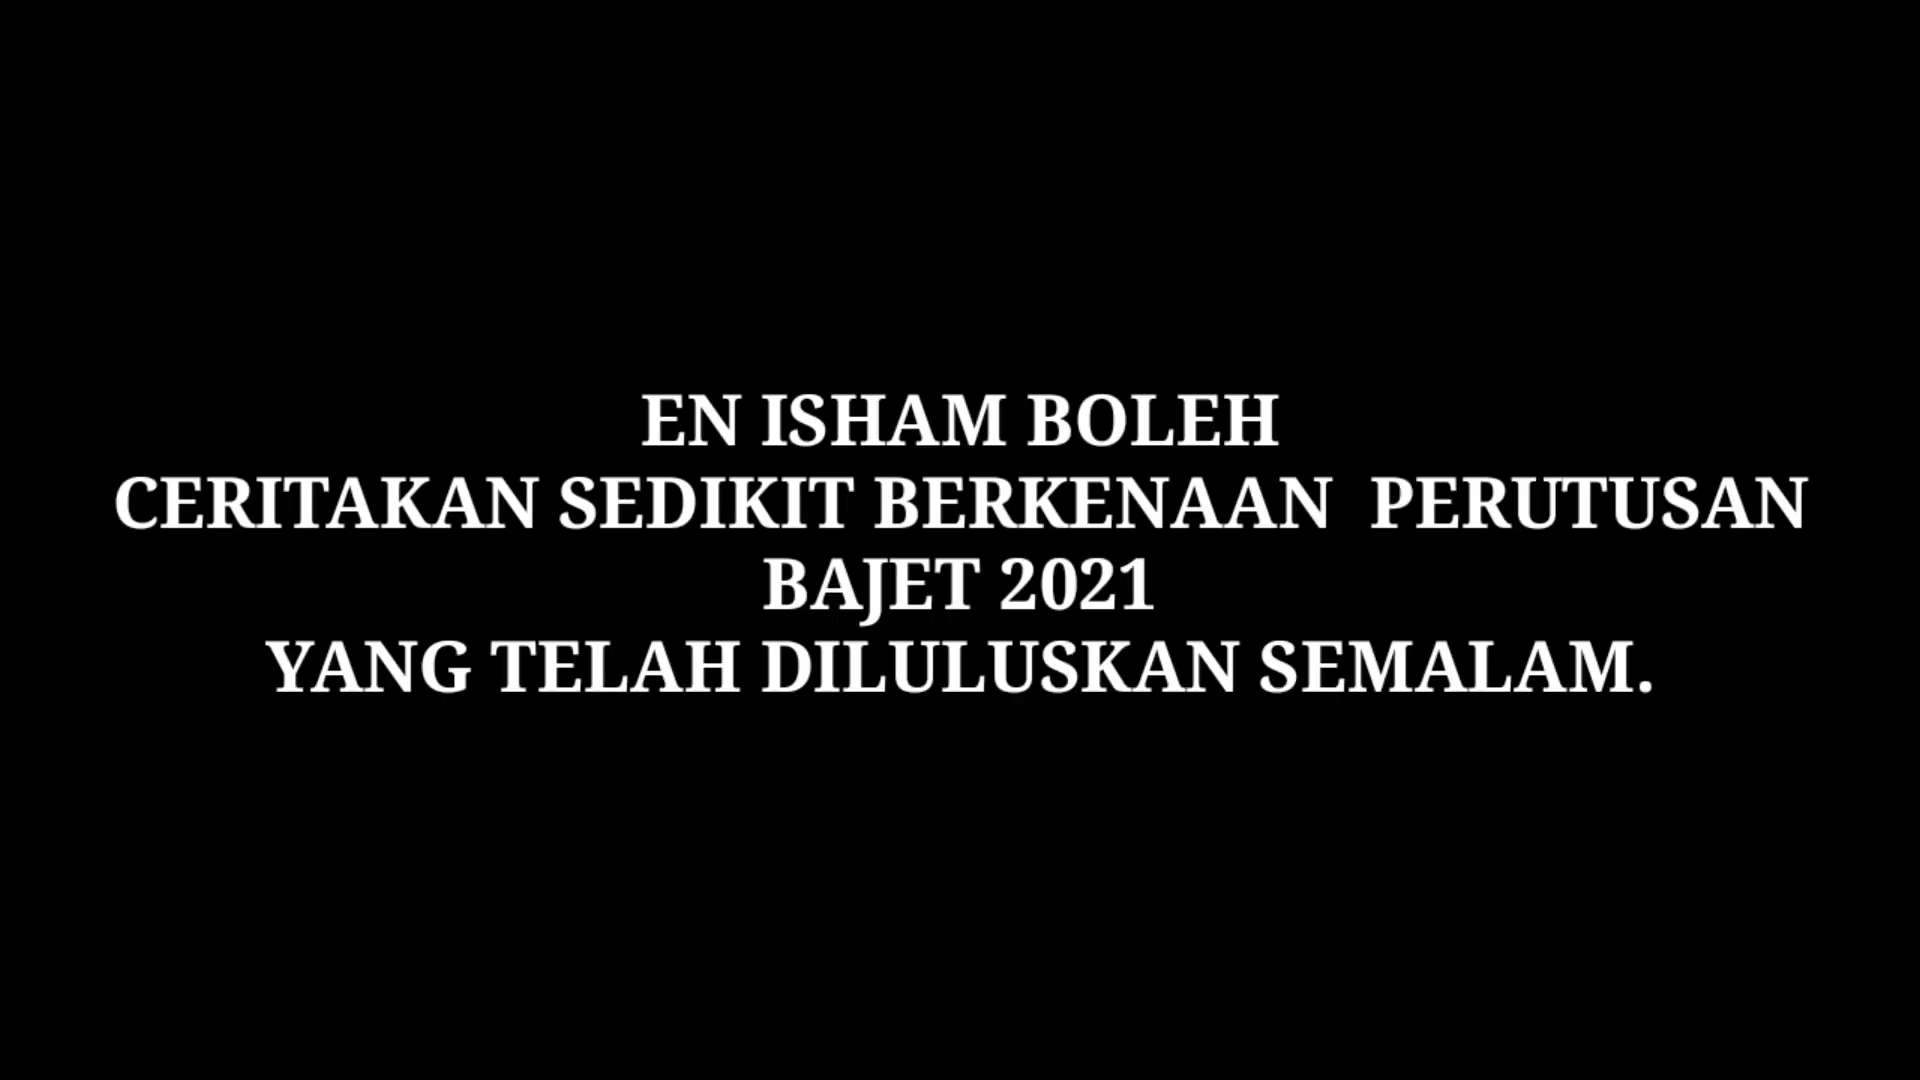 EN ISHAM BOLEH
CERITAKAN SEDIKIT BERKENAAN  PERUTUSAN
BAJET 2021
YANG TELAH DILULUSKAN SEMALAM.